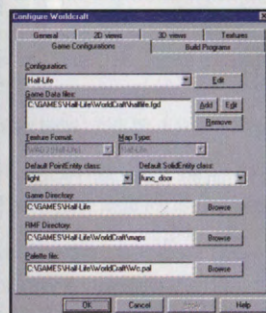 Configure Worldcraft
General 2D views 3D views Textures
Game Configurations Build Programs
Configuration:
Half-Life Edit
Game Data files:
C:\GAMES\Half-Life\WorldCraft\halflife.fgd Add Edit
Remove
Texture Format: Map Type:
Half-Life
Default PointEntity class: Default SolidEntity class:
light func_door
Game Directory:
C:\GAMES\Half-Life Browse
RMF Directory:
C:\GAMES\Half-Life\WorldCraft\maps Browse
Palette file:
C:\GAMES\Half-Life\WorldCraft\Wc.pal Browse
OK Cancel Apply Help